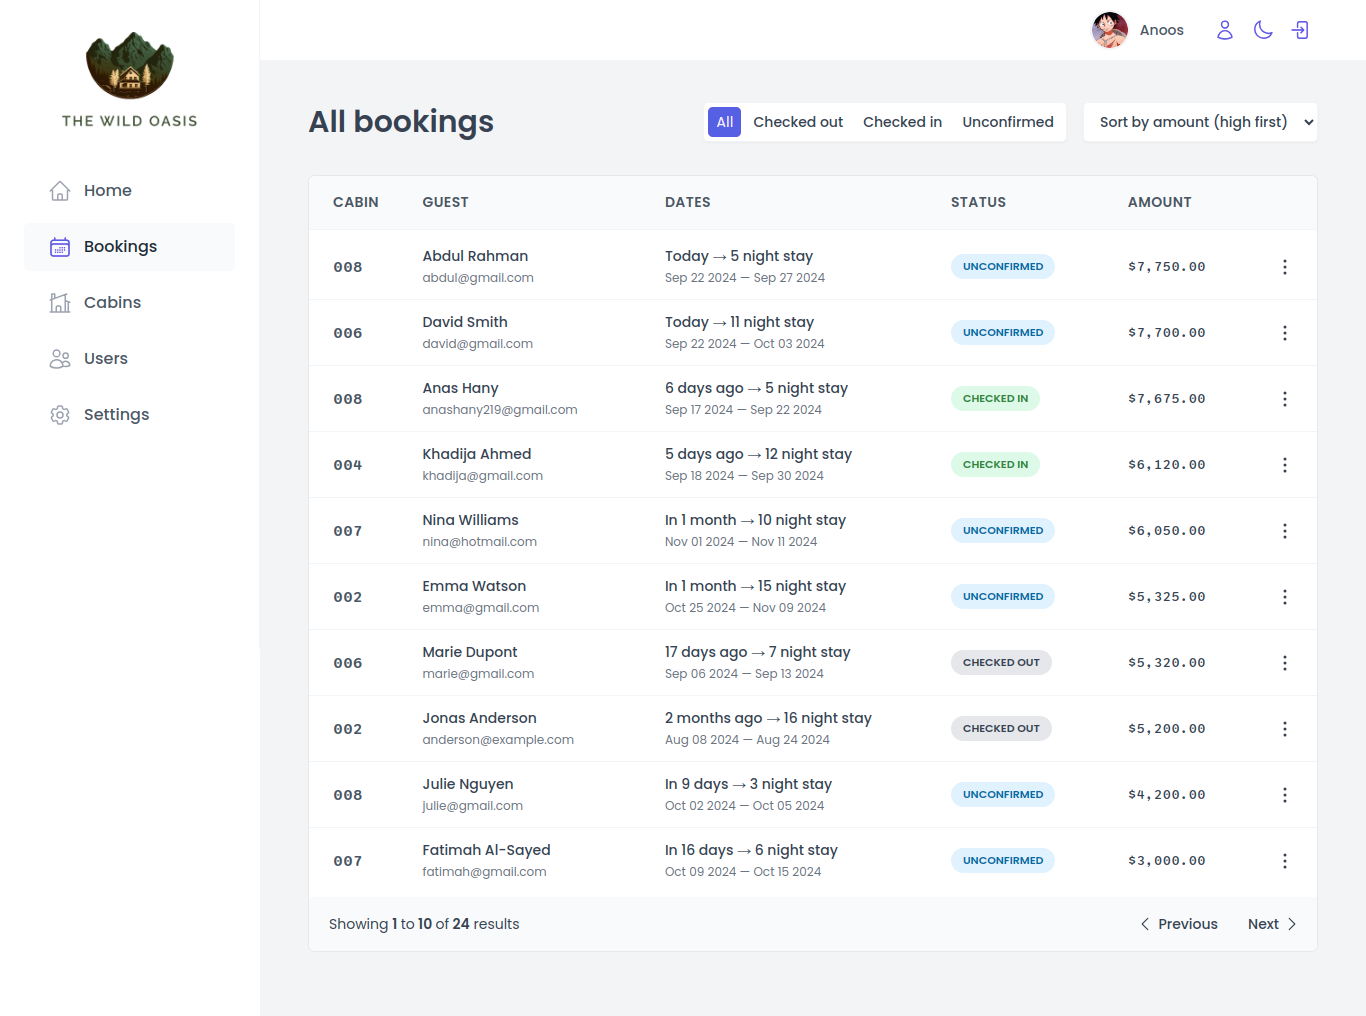 THE WILD OASIS
Home
Bookings
Cabins
Users
Settings
Anoos
All bookings
All Checked out Checked in Unconfirmed
Sort by amount (high first)
CABIN GUEST DATES STATUS AMOUNT
008 Abdul Rahman Today → 5 night stay UNCONFIRMED $7,750.00
abdul@gmail.com Sep 22 2024 — Sep 27 2024
006 David Smith Today → 11 night stay UNCONFIRMED $7,700.00
david@gmail.com Sep 22 2024 — Oct 03 2024
008 Anas Hany 6 days ago → 5 night stay CHECKED IN $7,675.00
anashany219@gmail.com Sep 17 2024 — Sep 22 2024
004 Khadija Ahmed 5 days ago → 12 night stay CHECKED IN $6,120.00
khadija@gmail.com Sep 18 2024 — Sep 30 2024
007 Nina Williams In 1 month → 10 night stay UNCONFIRMED $6,050.00
nina@hotmail.com Nov 01 2024 — Nov 11 2024
002 Emma Watson In 1 month → 15 night stay UNCONFIRMED $5,325.00
emma@gmail.com Oct 25 2024 — Nov 09 2024
006 Marie Dupont 17 days ago → 7 night stay CHECKED OUT $5,320.00
marie@gmail.com Sep 06 2024 — Sep 13 2024
002 Jonas Anderson 2 months ago → 16 night stay CHECKED OUT $5,200.00
anderson@example.com Aug 08 2024 — Aug 24 2024
008 Julie Nguyen In 9 days → 3 night stay UNCONFIRMED $4,200.00
julie@gmail.com Oct 02 2024 — Oct 05 2024
007 Fatimah Al-Sayed In 16 days → 6 night stay UNCONFIRMED $3,000.00
fatimah@gmail.com Oct 09 2024 — Oct 15 2024
Showing 1 to 10 of 24 results
Previous Next